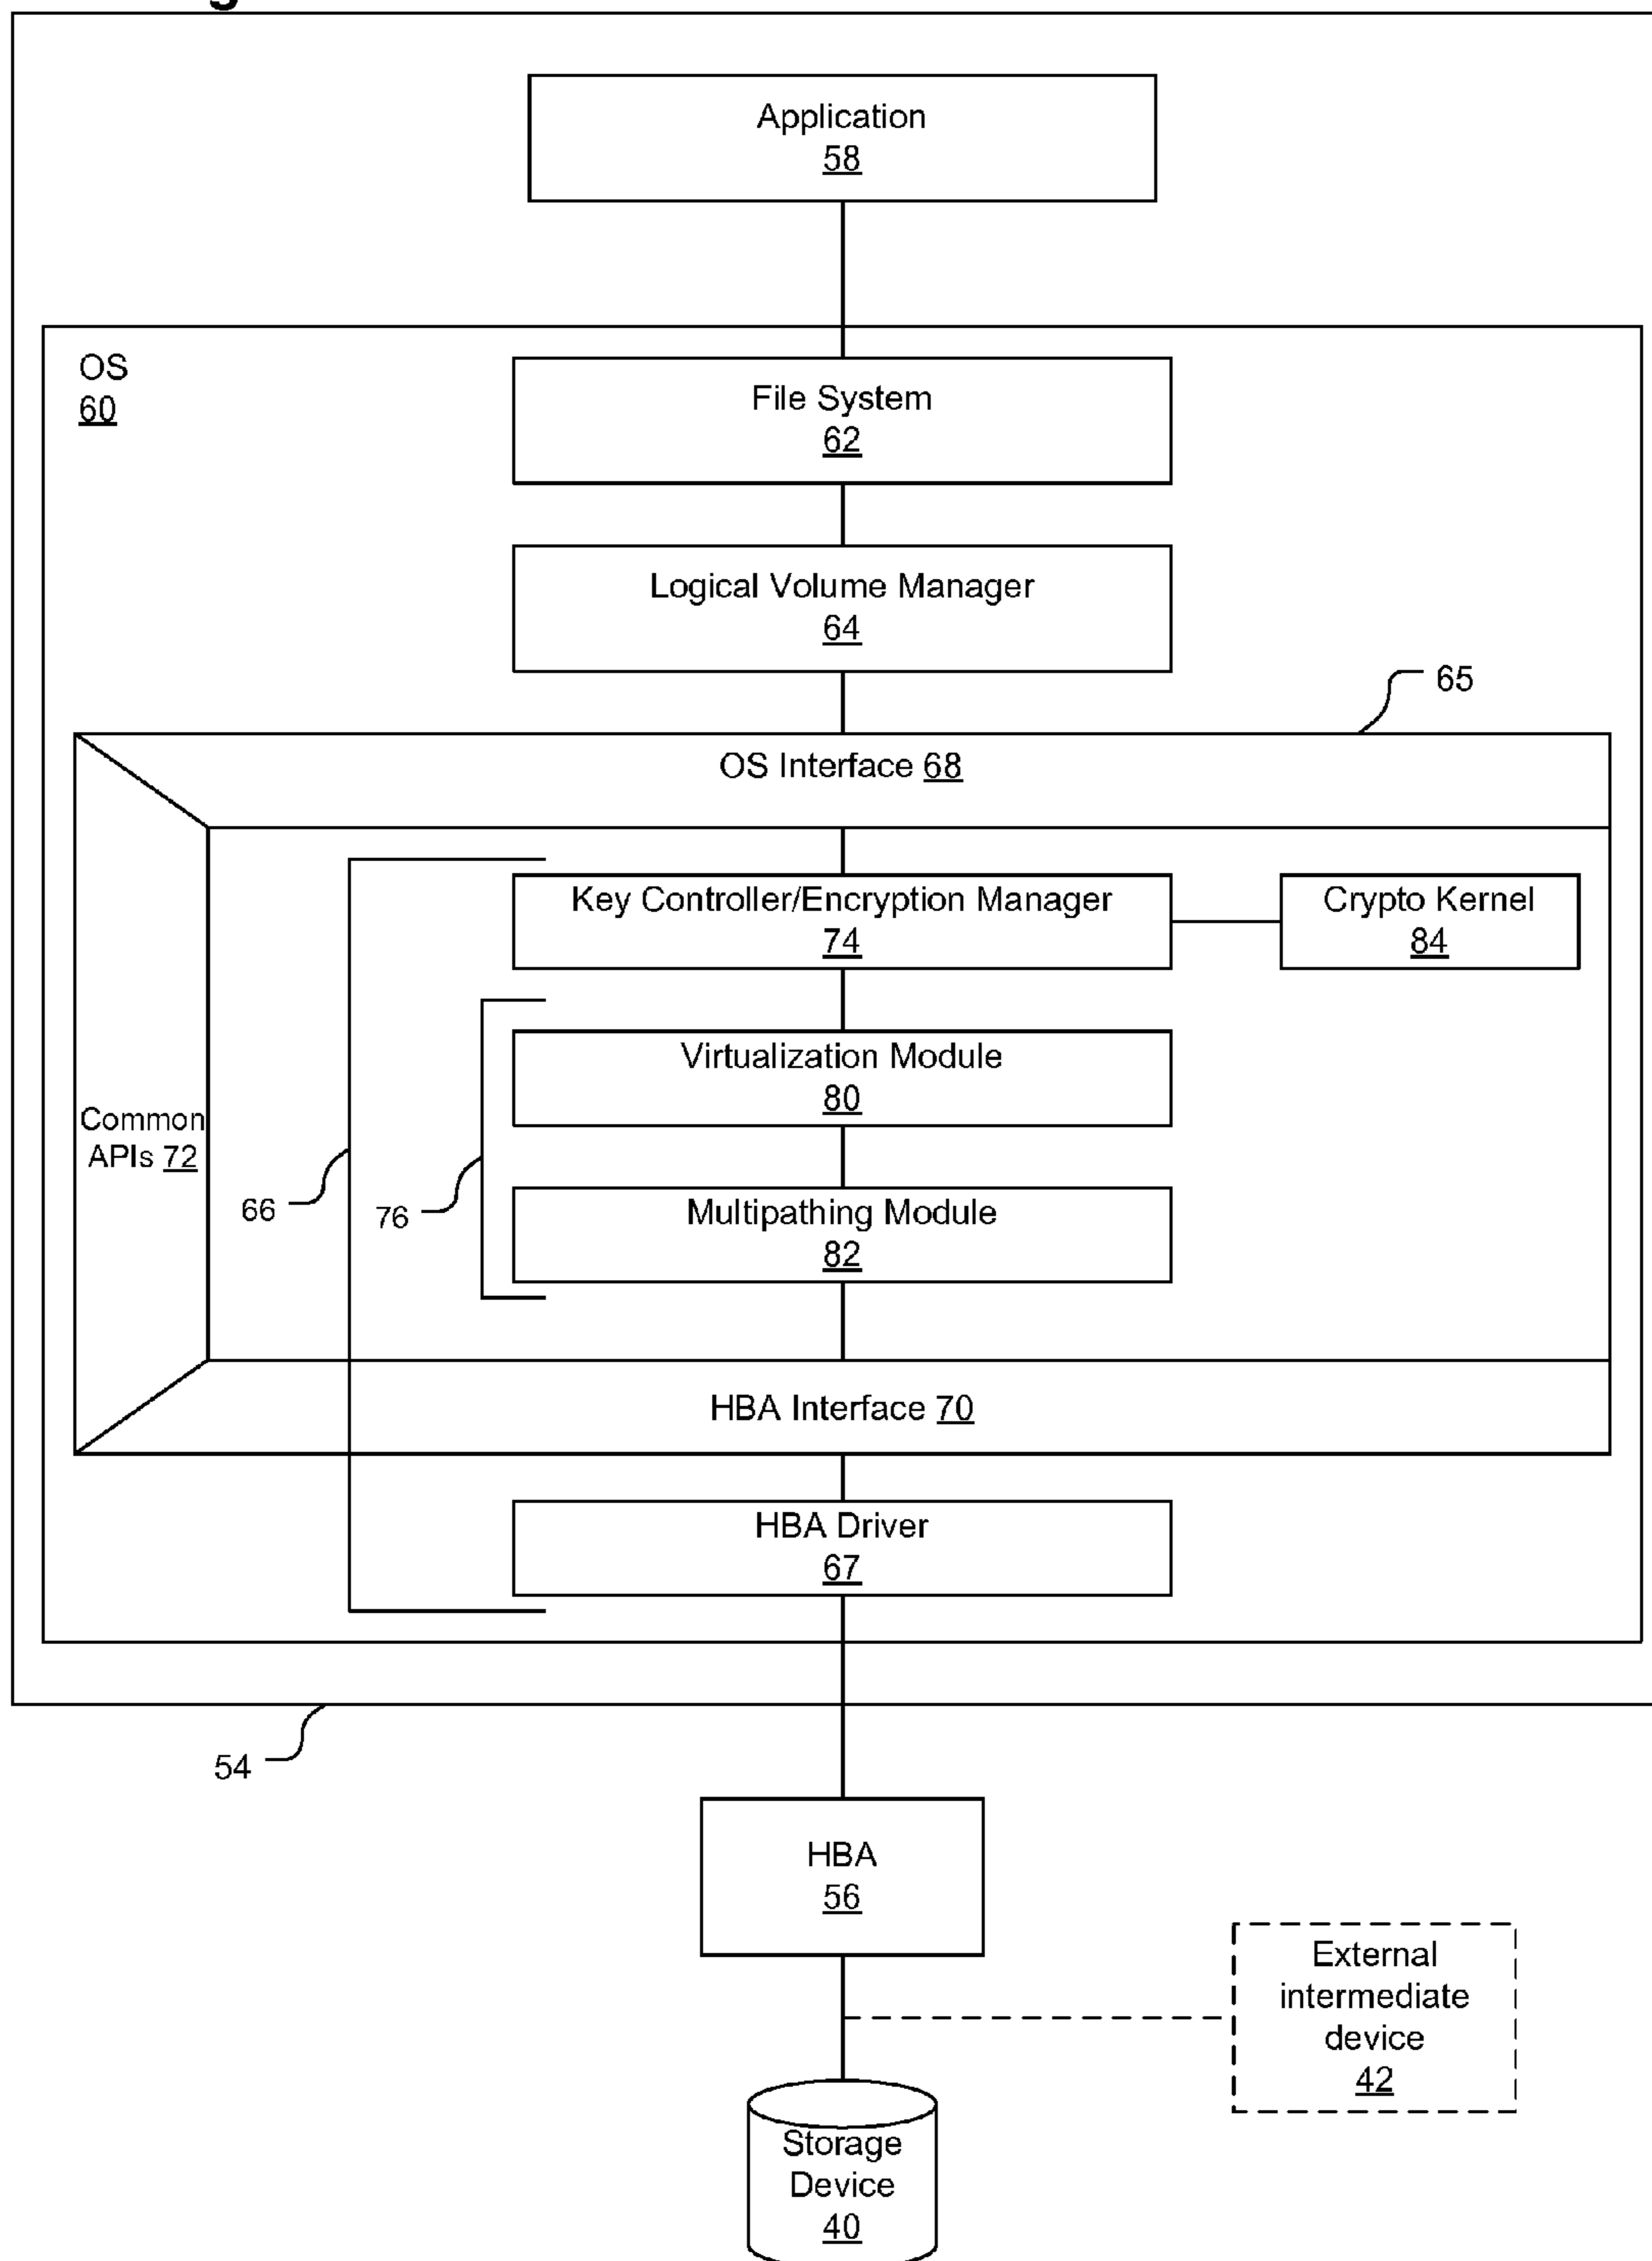 Application
58
OS
60
File System
62
Logical Volume Manager
64
65
OS Interface 68
Key Controller/Encryption Manager
74
Crypto Kernel
84
Virtualization Module
80
Common
APIs 72
66
76
Multipathing Module
82
HBA Interface 70
HBA Driver
67
54
HBA
56
External
intermediate
device
42
Storage
Device
40